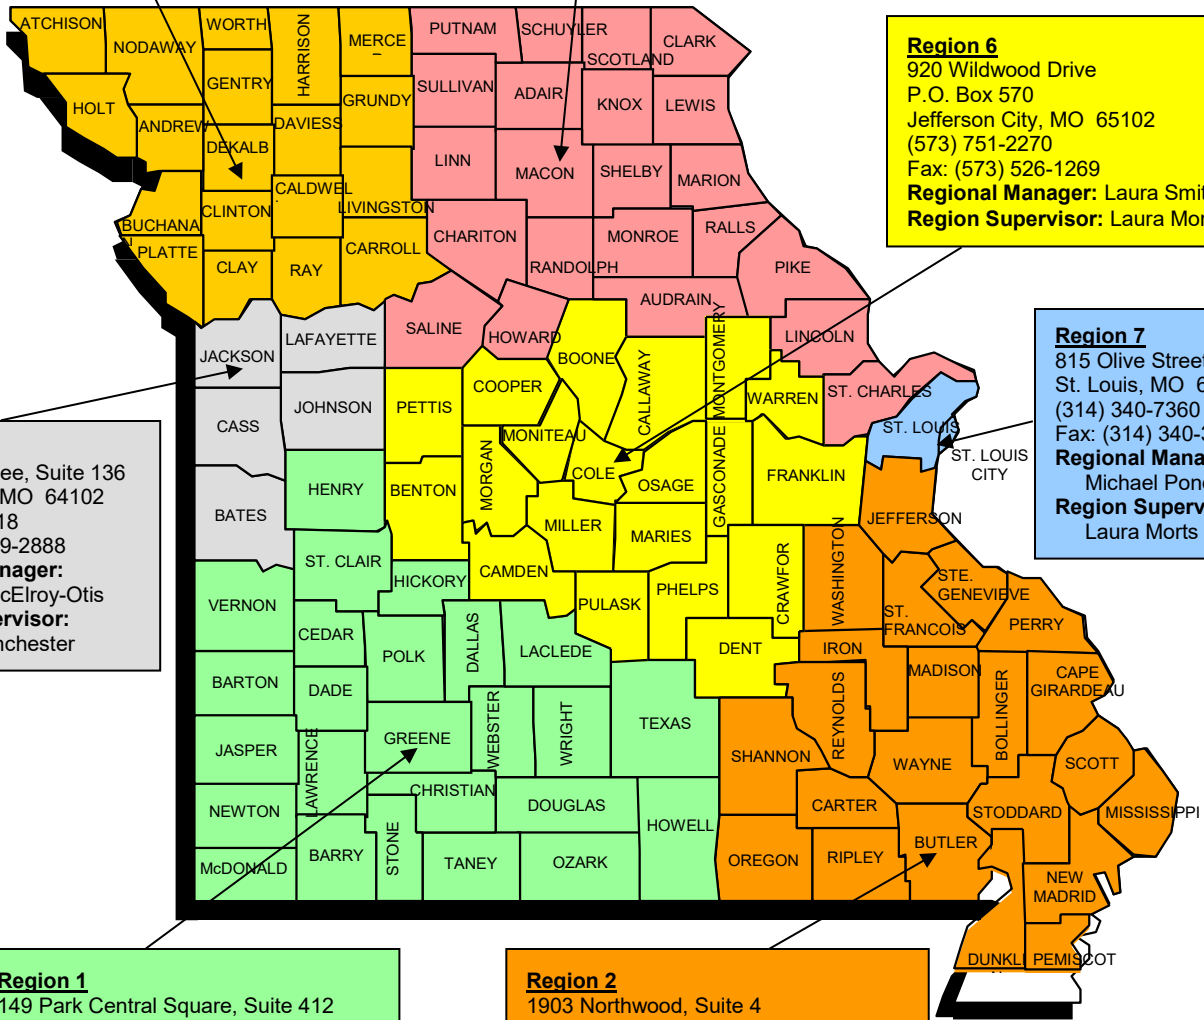 ATCHISON
WORTH
NODAWAY
HARRISON
MERCE
PUTNAM
SCHUYLER
SCOTLAND
CLARK
GENTRY
SULLIVAN
ADAIR
KNOX
LEWIS
HOLT
GRUNDY
ANDREW
DAVIESS
DEKALB
LINN
MACON
SHELBY
MARION
CALDWEL
CLINTON
LIVINGSTON
BUCHANA
PLATTE
CLAY
RAY
CARROLL
CHARITON
RANDOLPH
MONROE
RALLS
PIKE
AUDRAIN
JACKSON
LAFAYETTE
SALINE
HOWARD
BOONE
CALLAWAY
MONTGOMERY
LINCOLN
COOPER
WARREN
ST. CHARLES
CASS
JOHNSON
PETTIS
MONITEAU
ST. LOUIS
ST. LOUIS
CITY
HENRY
BENTON
MORGAN
COLE
OSAGE
GASCONADE
FRANKLIN
BATES
MILLER
MARIES
JEFFERSON
ST. CLAIR
HICKORY
CAMDEN
PULASK
PHELPS
CRAWFOR
WASHINGTON
STE.
GENEVIEVE
VERNON
ST.
FRANCOIS
PERRY
CEDAR
POLK
DALLAS
LACLEDE
DENT
IRON
MADISON
BARTON
DADE
BOLLINGER
CAPE
GIRARDEAU
JASPER
LAWRENCE
GREENE
WEBSTER
WRIGHT
TEXAS
REYNOLDS
SHANNON
WAYNE
SCOTT
NEWTON
CHRISTIAN
DOUGLAS
HOWELL
CARTER
STODDARD
MISSISSIPPI
McDONALD
BARRY
STONE
TANEY
OZARK
OREGON
RIPLEY
BUTLER
NEW
MADRID
DUNKLI
PEMISCOT
Region 6
920 Wildwood Drive
P.O. Box 570
Jefferson City, MO 65102
(573) 751-2270
Fax: (573) 526-1269
Regional Manager: Laura Smit
Region Supervisor: Laura Mor
Region 7
815 Olive Street
St. Louis, MO 6
(314) 340-7360
Fax: (314) 340-3
Regional Mana
Michael Pond
Region Superv
Laura Morts
ee, Suite 136
MO 64102
18
9-2888
nager:
cElroy-Otis
ervisor:
nchester
Region 1
149 Park Central Square, Suite 412
Region 2
1903 Northwood, Suite 4